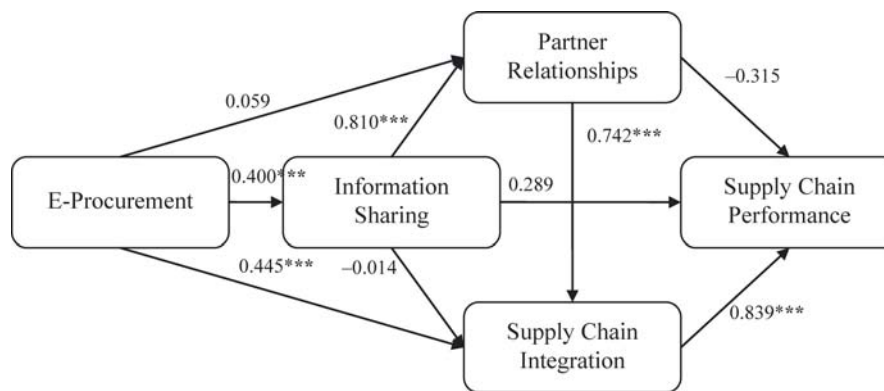 Partner
Relationships
0.059
–0.315
0.810***
0.742***
E-Procurement
0.400***
Information
Sharing
0.289
Supply Chain
Performance
0.445***
–0.014
Supply Chain
Integration
0.839***